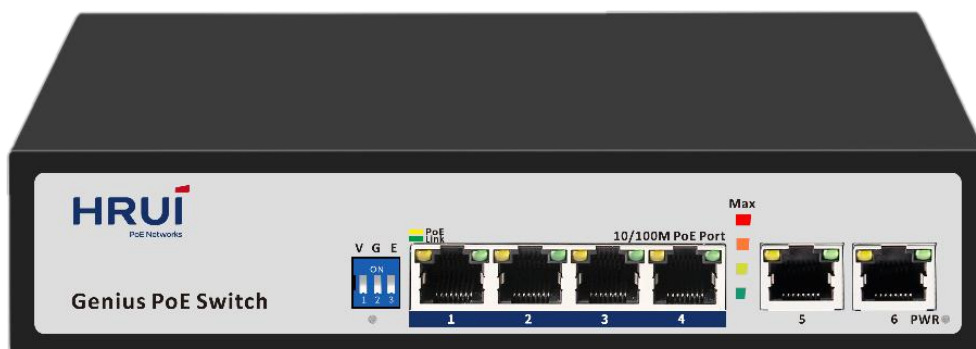 HRUI
PoE Networks
Genius PoE Switch
V G E
ON
1 2 3
PoE
Link
10/100M PoE Port
1 2 3 4
Max
5 6 PWR